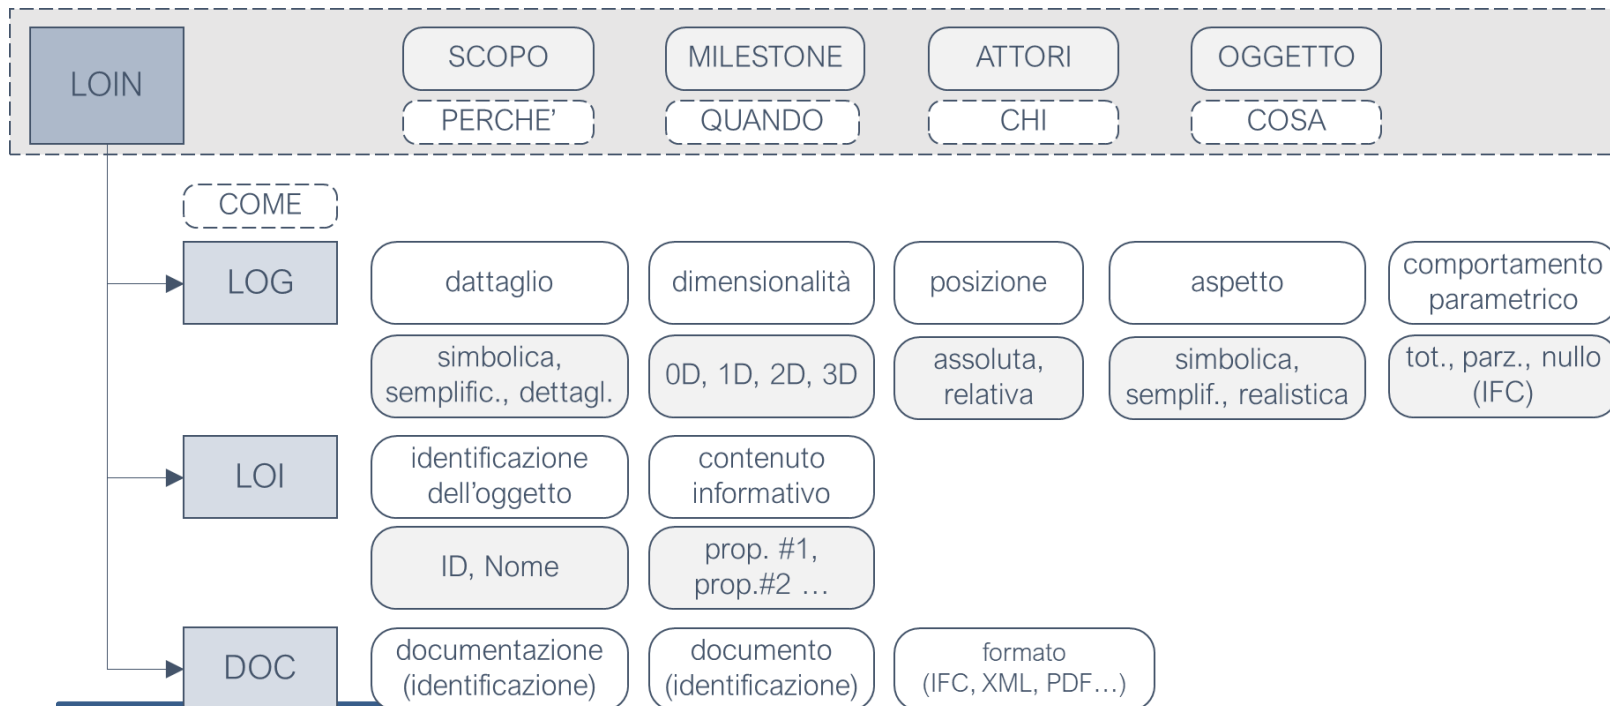 LOIN
SCOPO
MILESTONE
ATTORI
OGGETTO
PERCHE'
QUANDO
CHI
COSA
COME
LOG
dattaglio
dimensionalità
posizione
aspetto
comportamento
parametrico
simbolica,
semplific., dettagl.
0D, 1D, 2D, 3D
assoluta,
relativa
simbolica,
semplif., realistica
tot., parz., nullo
(IFC)
LOI
identificazione
dell'oggetto
contenuto
informativo
ID, Nome
prop. #1,
prop.#2 ...
DOC
documentazione
(identificazione)
documento
(identificazione)
formato
(IFC, XML, PDF...)